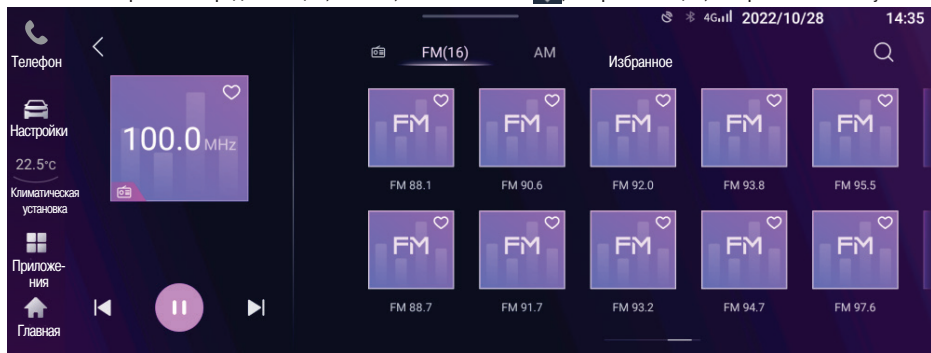 4G 2022/10/28 14:35
Телефон
Настройки
22.5°c
Климатическая
установка
Приложе-
ния
Главная
100.0 MHz
FM(16) AM Избранное
FM FM FM FM FM
FM 88.1 FM 90.6 FM 92.0 FM 93.8 FM 95.5
FM FM FM FM FM
FM 88.7 FM 91.7 FM 93.2 FM 94.7 FM 97.6